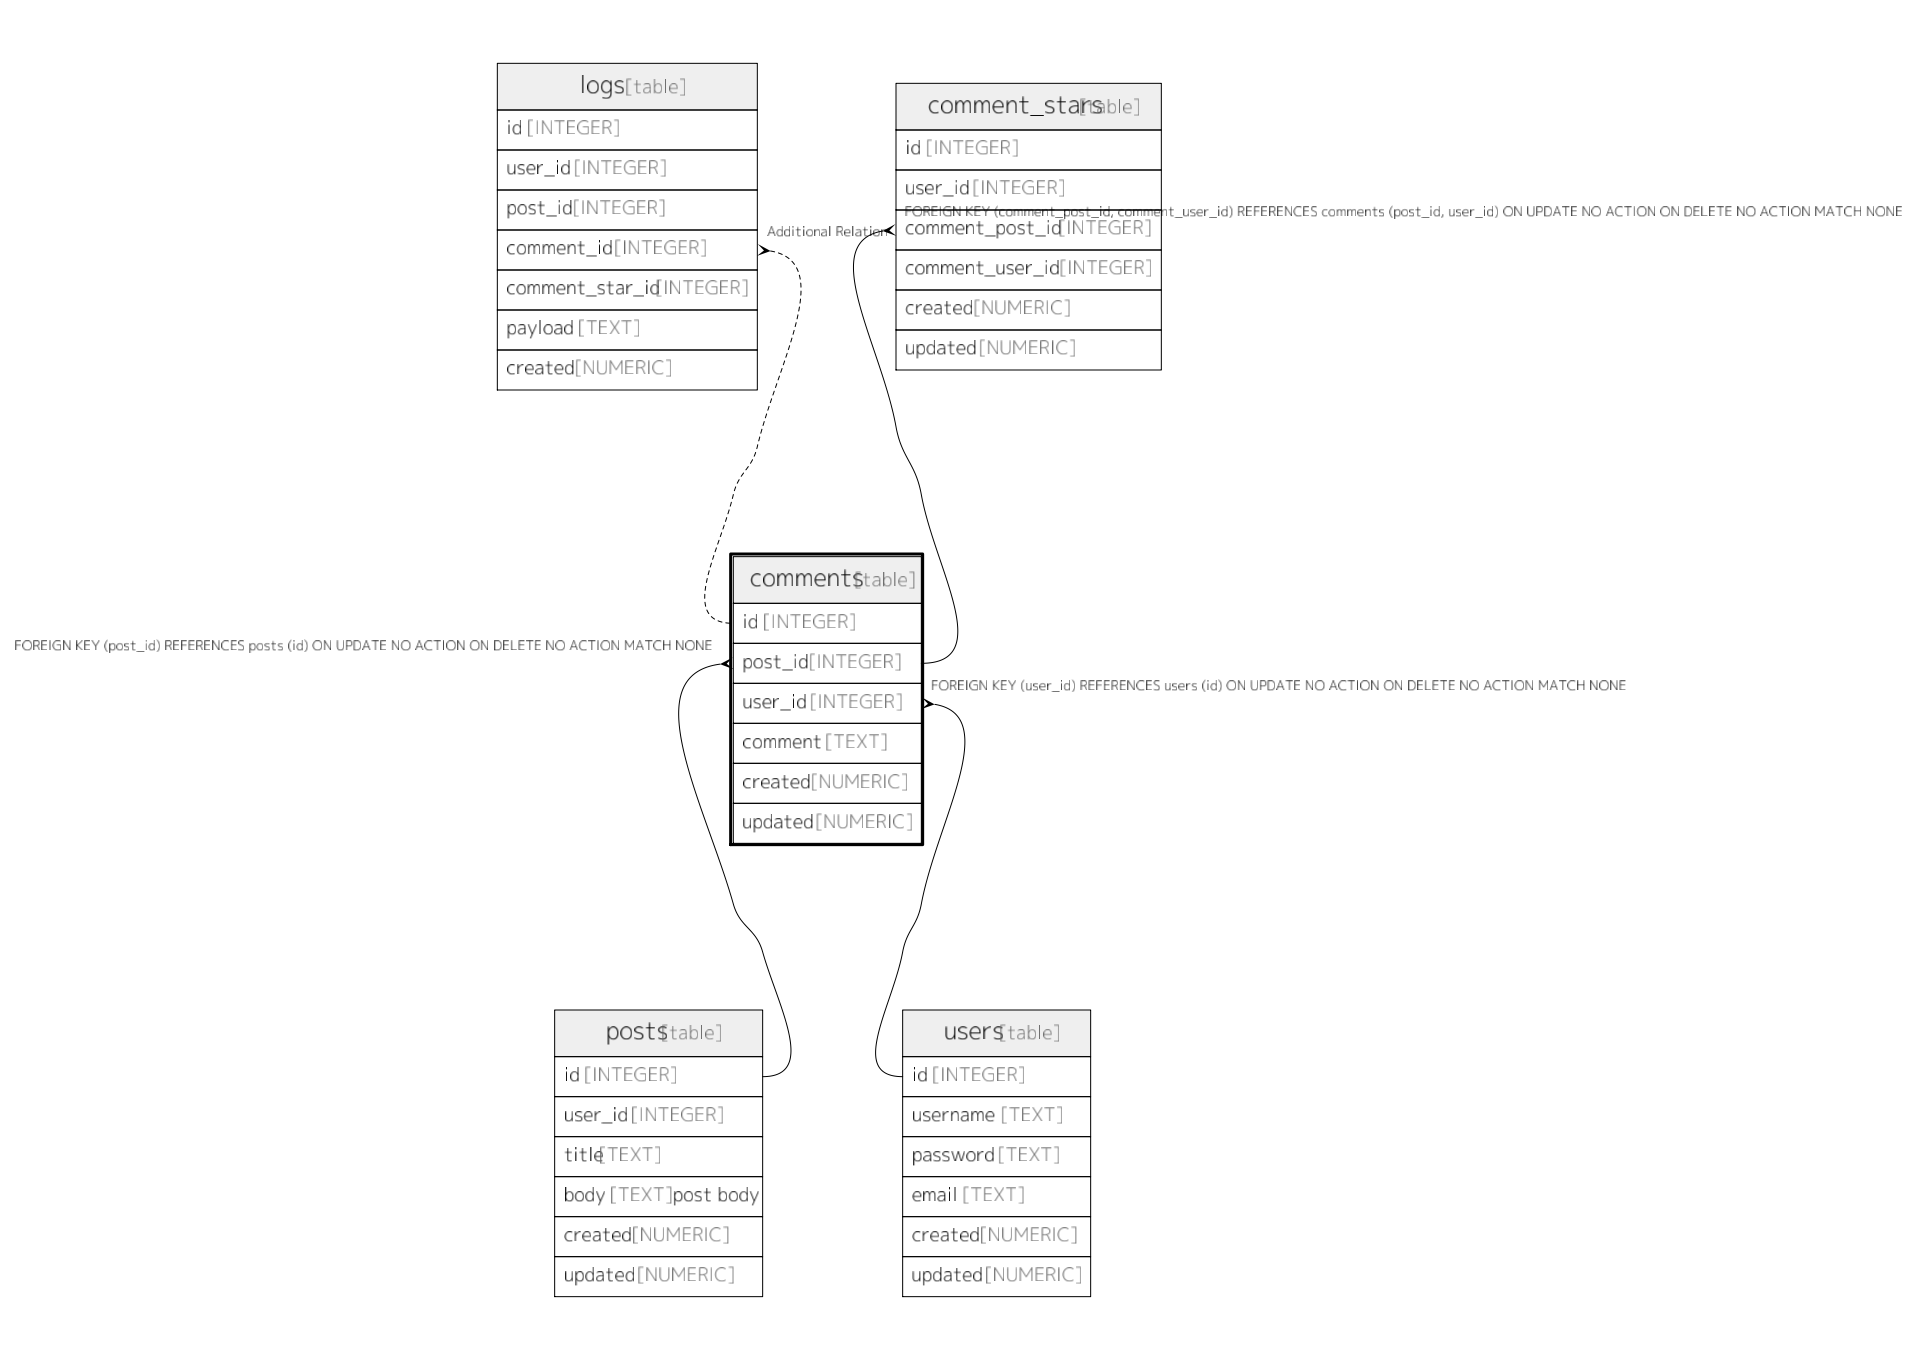 logs [table]
id [INTEGER]
user_id [INTEGER]
post_id [INTEGER]
comment_id [INTEGER]
comment_star_id [INTEGER]
payload [TEXT]
created [NUMERIC]
Additional Relation
comment_stars [table]
id [INTEGER]
user_id [INTEGER]
FOREIGN KEY (comment_post_id, comment_user_id) REFERENCES comments (post_id, user_id) ON UPDATE NO ACTION ON DELETE NO ACTION MATCH NONE
comment_post_id [INTEGER]
comment_user_id [INTEGER]
created [NUMERIC]
updated [NUMERIC]
comments [table]
id [INTEGER]
FOREIGN KEY (post_id) REFERENCES posts (id) ON UPDATE NO ACTION ON DELETE NO ACTION MATCH NONE
post_id [INTEGER]
FOREIGN KEY (user_id) REFERENCES users (id) ON UPDATE NO ACTION ON DELETE NO ACTION MATCH NONE
user_id [INTEGER]
comment [TEXT]
created [NUMERIC]
updated [NUMERIC]
posts [table]
id [INTEGER]
user_id [INTEGER]
title [TEXT]
body [TEXT] post body
created [NUMERIC]
updated [NUMERIC]
users [table]
id [INTEGER]
username [TEXT]
password [TEXT]
email [TEXT]
created [NUMERIC]
updated [NUMERIC]